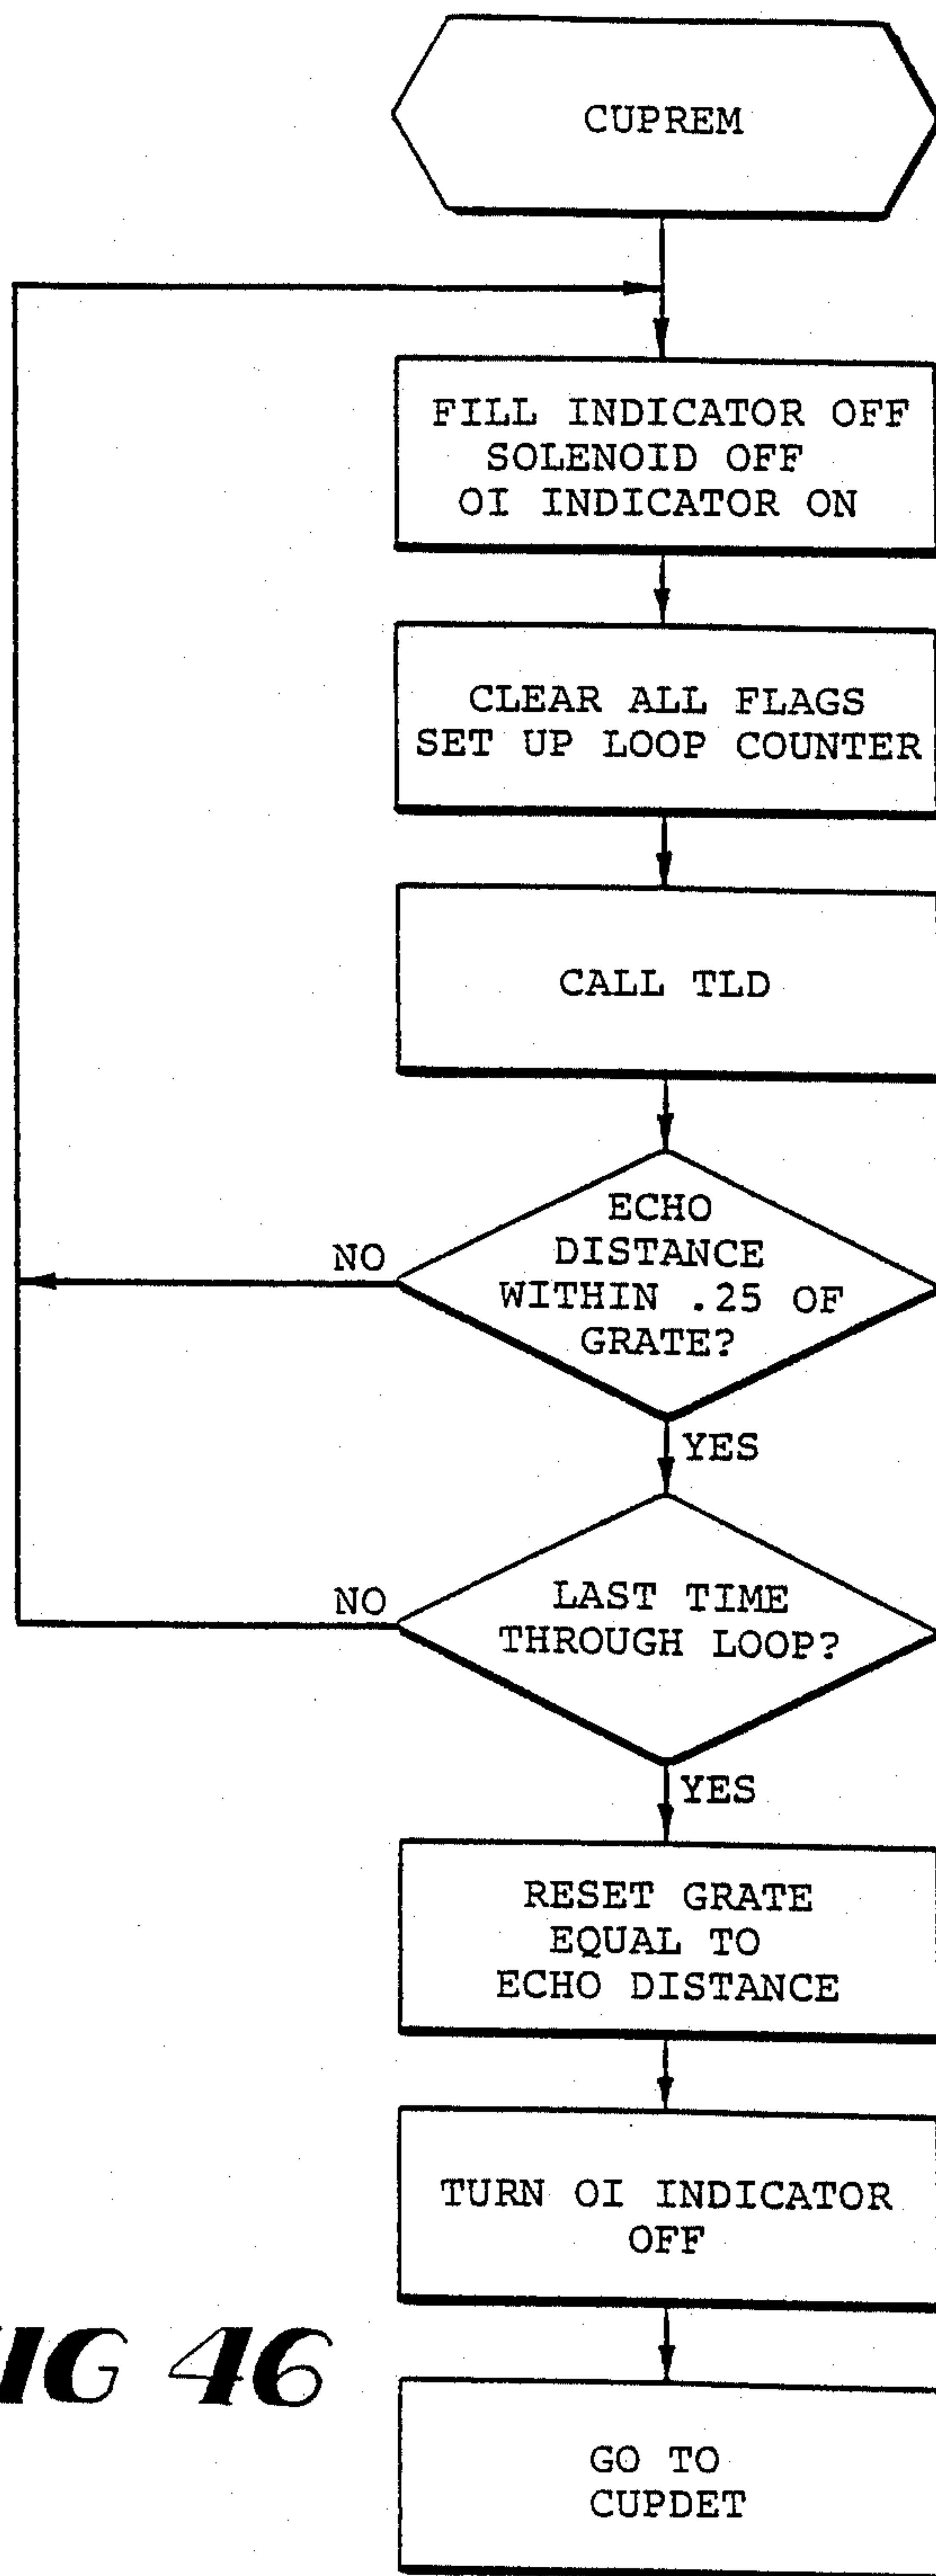 CUPREM
FILL INDICATOR OFF
SOLENOID OFF
OI INDICATOR ON
CLEAR ALL FLAGS
SET UP LOOP COUNTER
CALL TLD
ECHO
DISTANCE
WITHIN .25 OF
GRATE?
NO
YES
LAST TIME
THROUGH LOOP?
NO
YES
RESET GRATE
EQUAL TO
ECHO DISTANCE
TURN OI INDICATOR
OFF
IG 46
GO TO
CUPDET